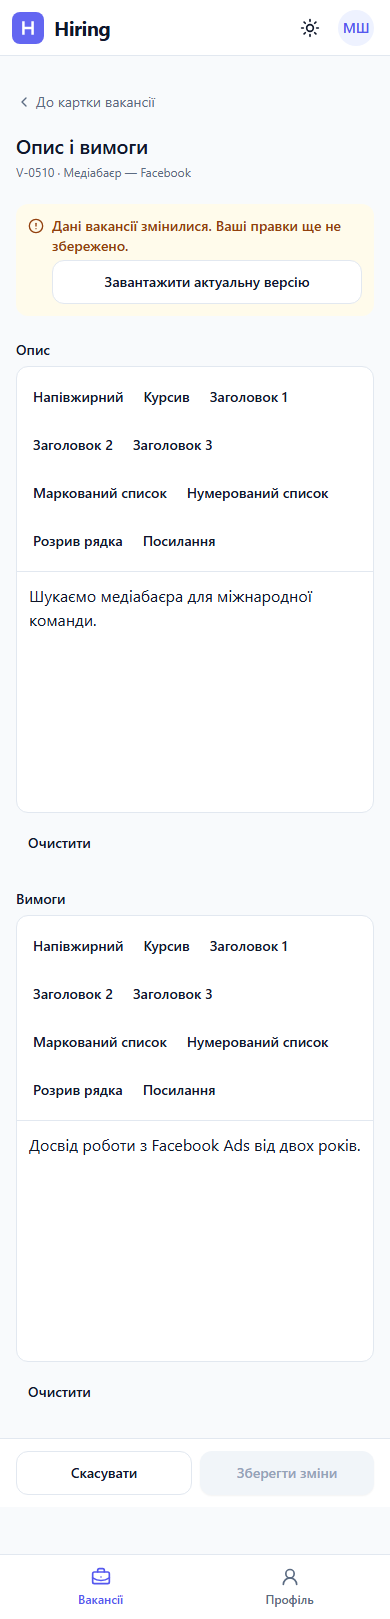 H Hiring МШ
До картки вакансії
Опис і вимоги
V-0510 · Медіабаєр — Facebook
Дані вакансії змінилися. Ваші правки ще не
збережено.
Завантажити актуальну версію
Опис
Напівжирний Курсив Заголовок 1
Заголовок 2 Заголовок 3
Маркований список Нумерований список
Розрив рядка Посилання
Шукаємо медіабаєра для міжнародної
команди.
Очистити
Вимоги
Напівжирний Курсив Заголовок 1
Заголовок 2 Заголовок 3
Маркований список Нумерований список
Розрив рядка Посилання
Досвід роботи з Facebook Ads від двох років.
Очистити
Скасувати Зберегти зміни
Вакансії Профіль